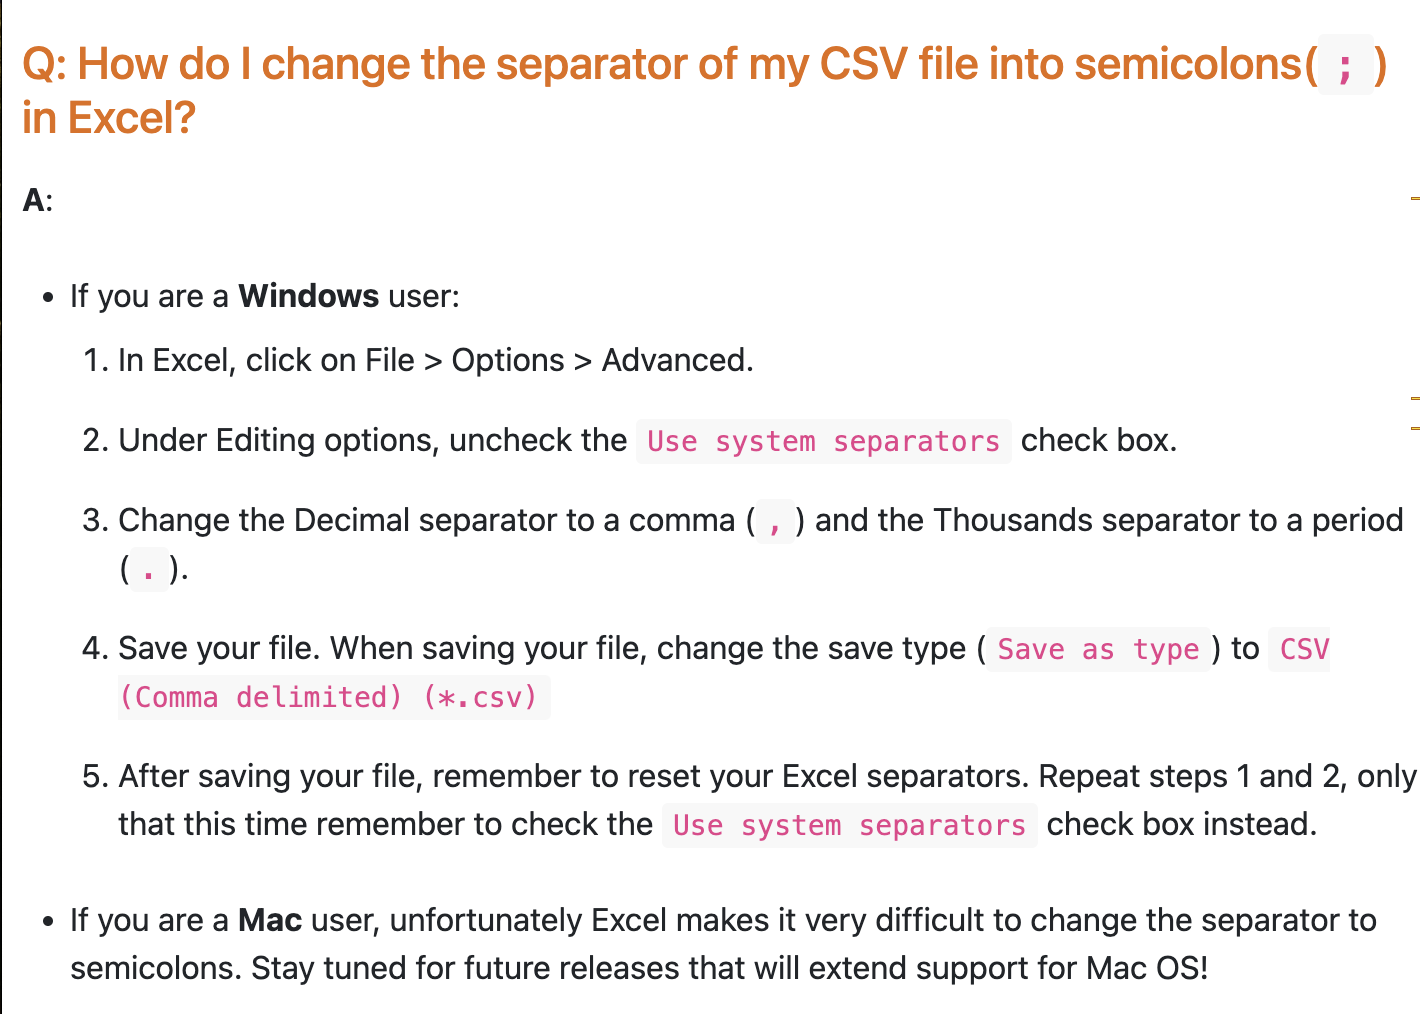 Q: How do I change the separator of my CSV file into semicolons( ; )
in Excel?
A:
• If you are a Windows user:
1. In Excel, click on File > Options > Advanced.
2. Under Editing options, uncheck the Use system separators check box.
3. Change the Decimal separator to a comma ( , ) and the Thousands separator to a period
( . ).
4. Save your file. When saving your file, change the save type ( Save as type ) to CSV
(Comma delimited) (*.csv)
5. After saving your file, remember to reset your Excel separators. Repeat steps 1 and 2, only
that this time remember to check the Use system separators check box instead.
• If you are a Mac user, unfortunately Excel makes it very difficult to change the separator to
semicolons. Stay tuned for future releases that will extend support for Mac OS!